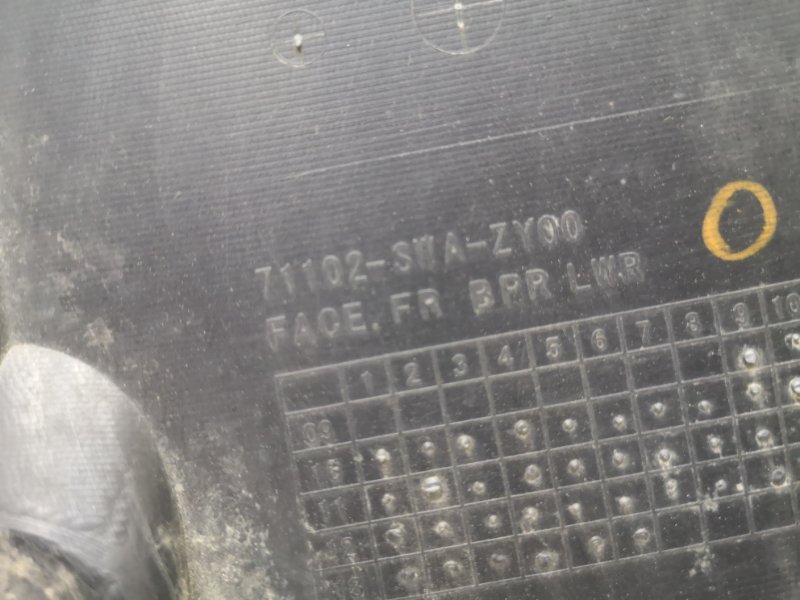 71102-SWA-ZY00
FACE, FR BPR LWR
1 2 3 4 5 6 7 8 9 10
09
11